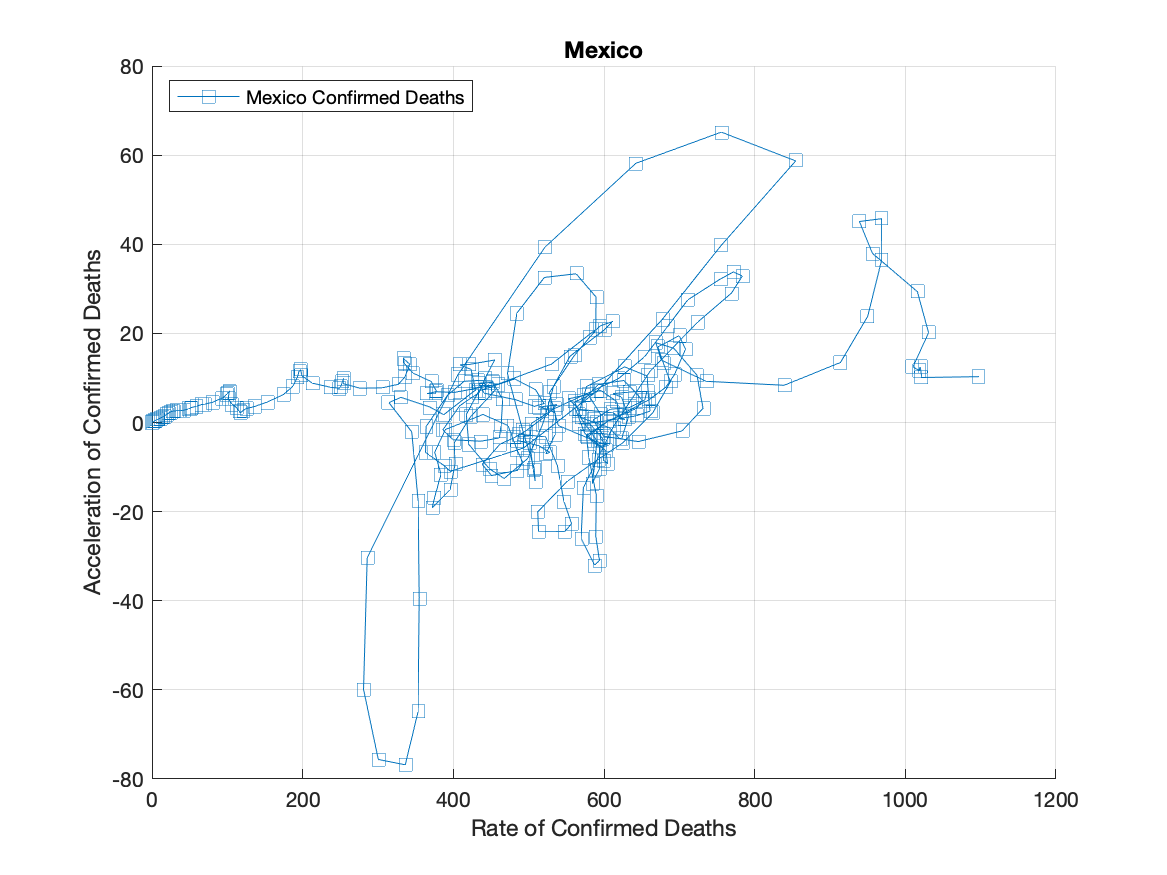 Mexico
Mexico Confirmed Deaths
80
60
40
20
0
-20
-40
-60
-80
Acceleration of Confirmed Deaths
0 200 400 600 800 1000 1200
Rate of Confirmed Deaths